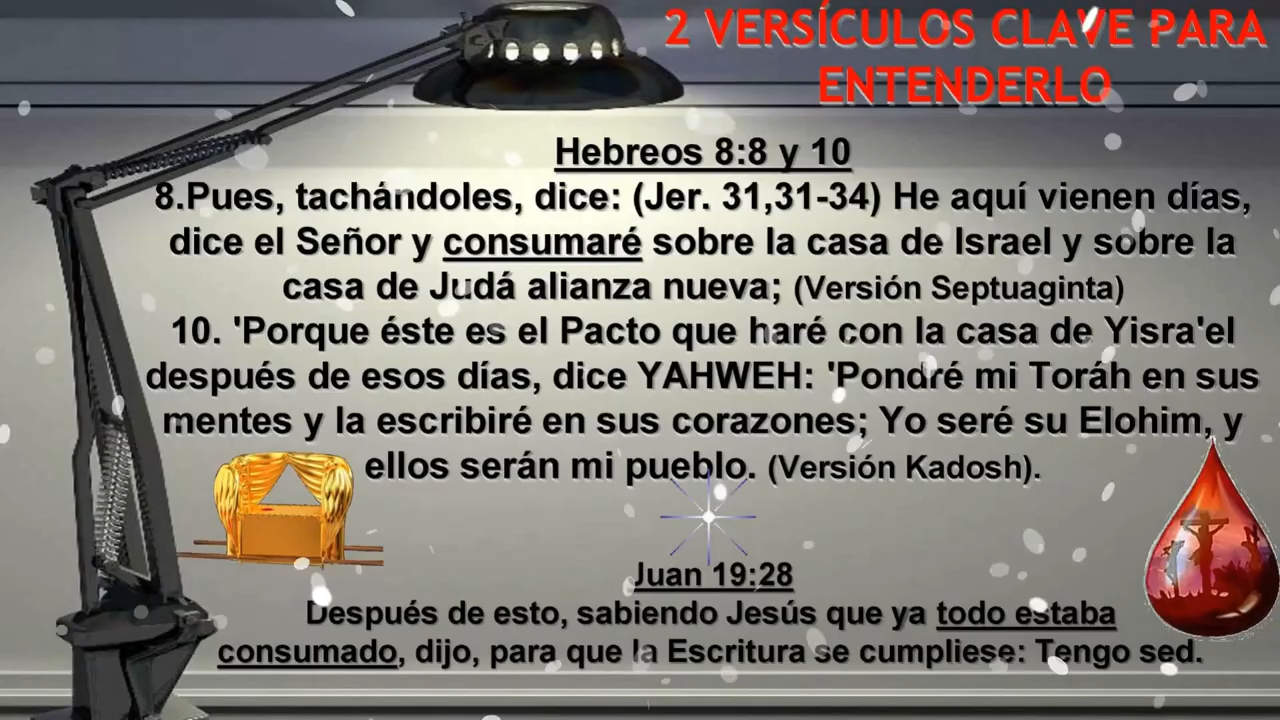 2 VERSÍCULOS CLAVE PARA
ENTENDERLO
Hebreos 8:8 y 10
8.Pues, tachándoles, dice: (Jer. 31,31-34) He aquí vienen días,
dice el Señor y consumaré sobre la casa de Israel y sobre la
casa de Judá alianza nueva; (Versión Septuaginta)
10. 'Porque éste es el Pacto que haré con la casa de Yisra'el
después de esos días, dice YAHWEH: 'Pondré mi Toráh en sus
mentes y la escribiré en sus corazones; Yo seré su Elohim, y
ellos serán mi pueblo. (Versión Kadosh).
Juan 19:28
Después de esto, sabiendo Jesús que ya todo estaba
consumado, dijo, para que la Escritura se cumpliese: Tengo sed.